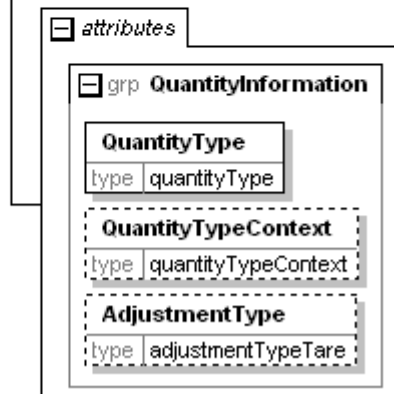 attributes
grp QuantityInformation
QuantityType
type quantityType
QuantityTypeContext
type quantityTypeContext
AdjustmentType
type adjustmentTypeTare